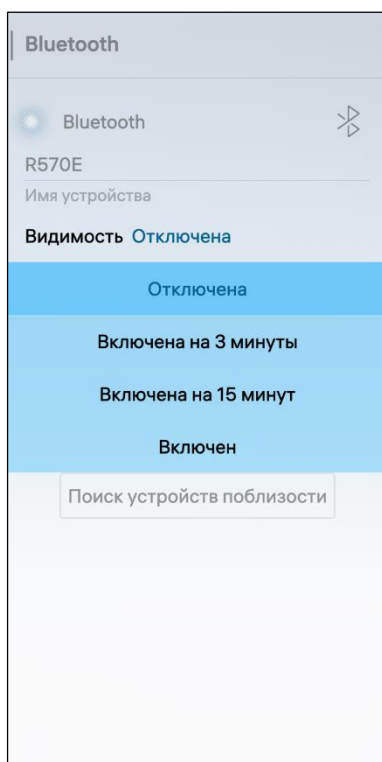 Bluetooth
Bluetooth
R570E
Имя устройства
Видимость Отключена
Отключена
Включена на 3 минуты
Включена на 15 минут
Включен
Поиск устройств поблизости